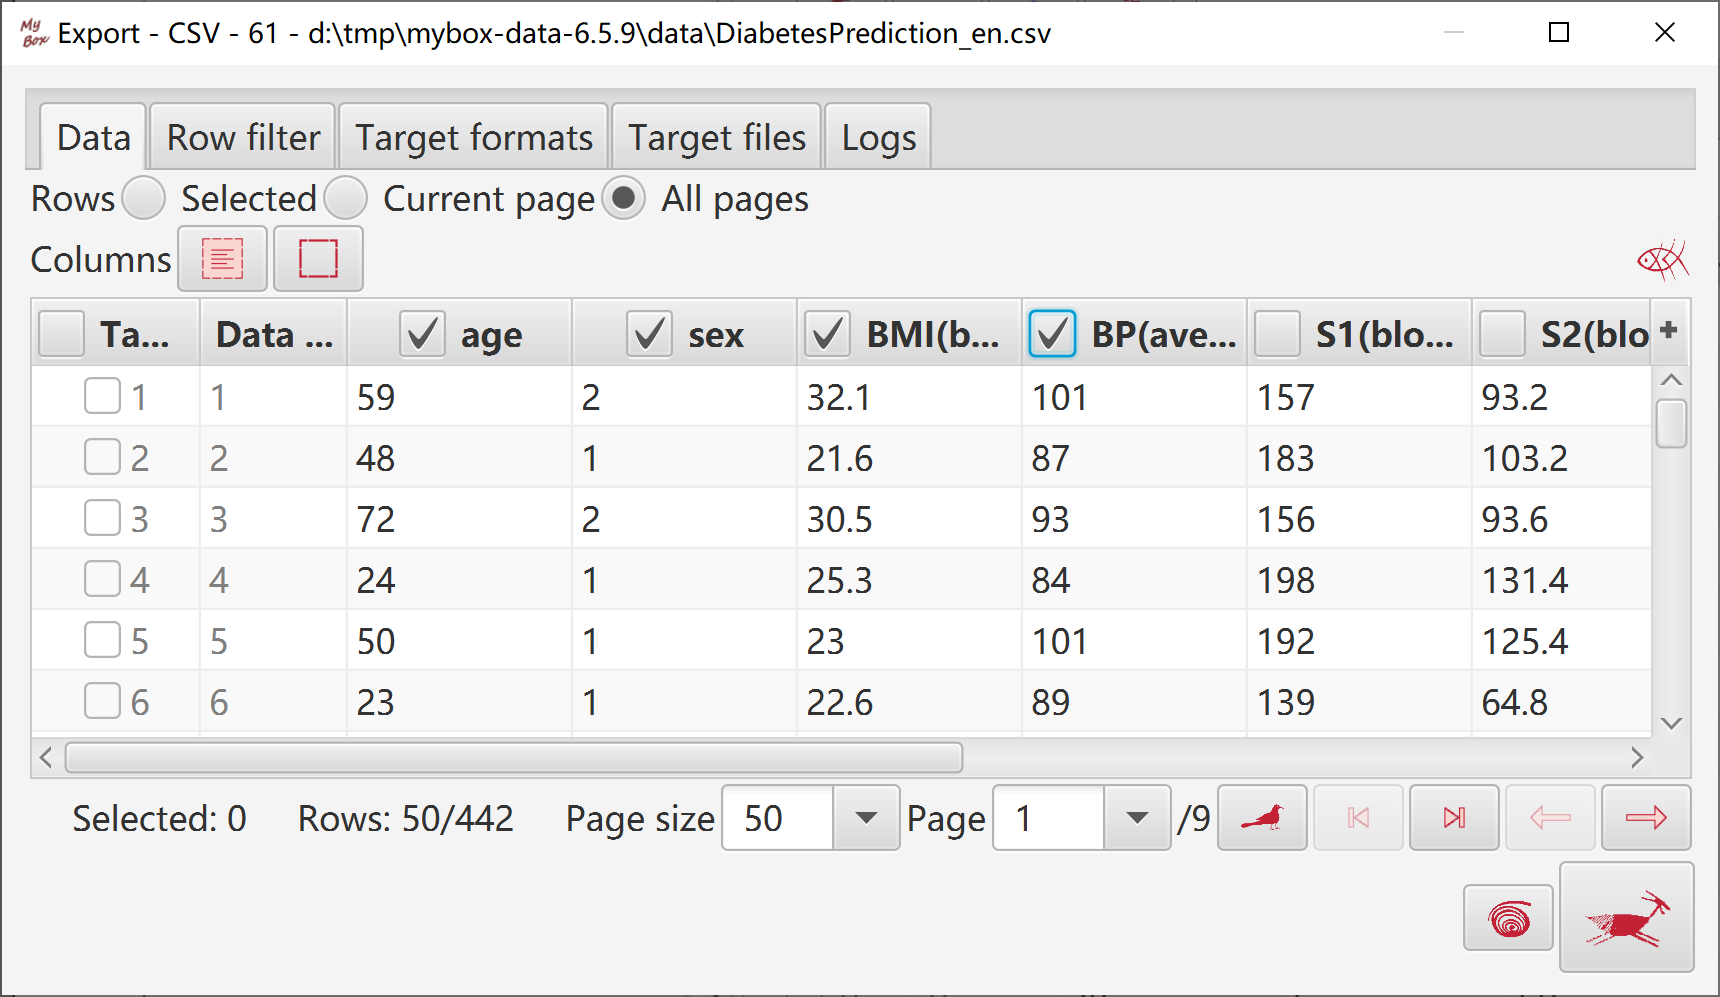 My Box Export - CSV - 61 - d:\tmp\mybox-data-6.5.9\data\DiabetesPrediction_en.csv
Data Row filter Target formats Target files Logs
Rows Selected Current page All pages
Columns
Ta... Data ... age sex BMI(b... BP(ave... S1(blo... S2(blo +
1 1 59 2 32.1 101 157 93.2
2 2 48 1 21.6 87 183 103.2
3 3 72 2 30.5 93 156 93.6
4 4 24 1 25.3 84 198 131.4
5 5 50 1 23 101 192 125.4
6 6 23 1 22.6 89 139 64.8
Selected: 0 Rows: 50/442 Page size 50 Page 1 /9